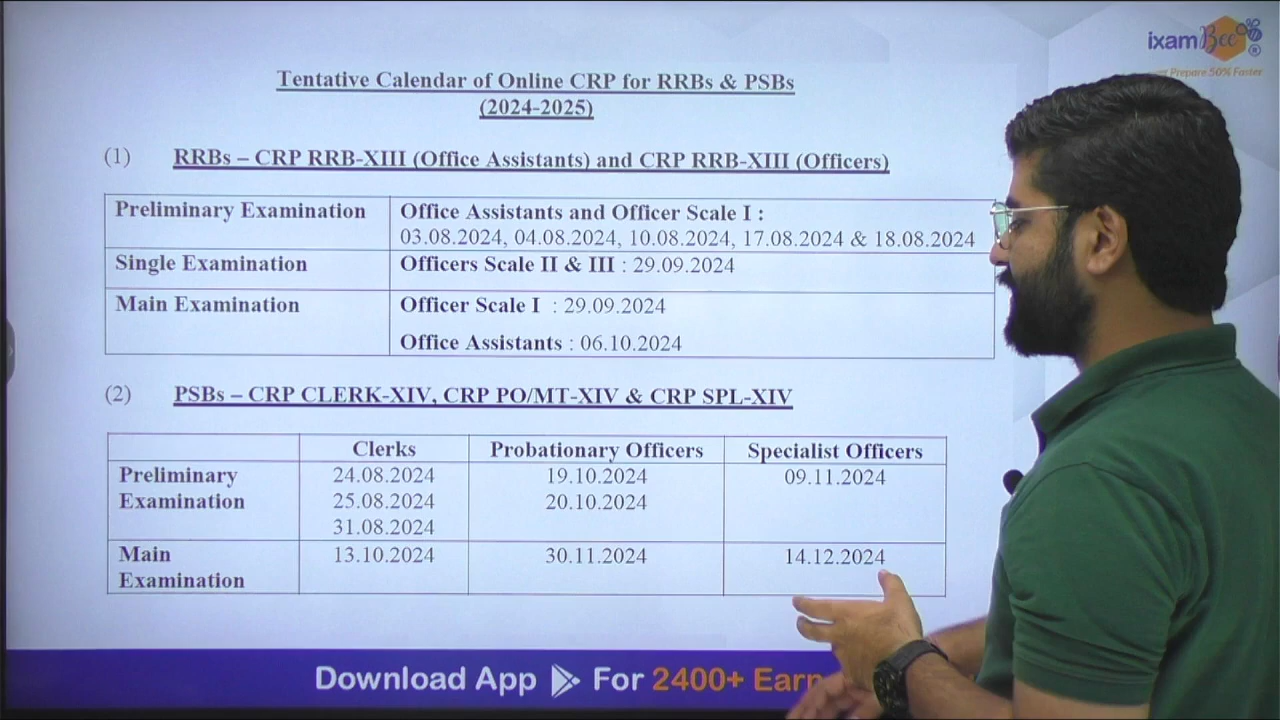 ixamBee
Prepare 50% Faster
Tentative Calendar of Online CRP for RRBs & PSBs
(2024-2025)
(1) RRBs – CRP RRB-XIII (Office Assistants) and CRP RRB-XIII (Officers)
Preliminary Examination Office Assistants and Officer Scale I :
03.08.2024, 04.08.2024, 10.08.2024, 17.08.2024 & 18.08.2024
Single Examination Officers Scale II & III : 29.09.2024
Main Examination Officer Scale I : 29.09.2024
Office Assistants : 06.10.2024
(2) PSBs – CRP CLERK-XIV, CRP PO/MT-XIV & CRP SPL-XIV
Clerks Probationary Officers Specialist Officers
Preliminary 24.08.2024 19.10.2024 09.11.2024
Examination 25.08.2024 20.10.2024
31.08.2024
Main 13.10.2024 30.11.2024 14.12.2024
Examination
Download App For 2400+